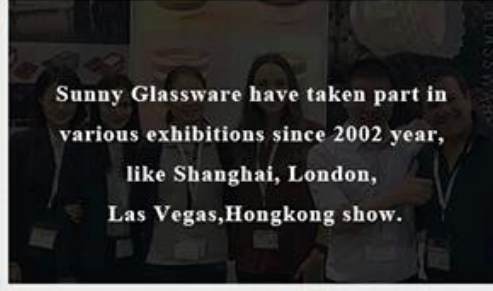 Sunny Glassware have taken part in
various exhibitions since 2002 year,
like Shanghai, London,
Las Vegas,Hongkong show.